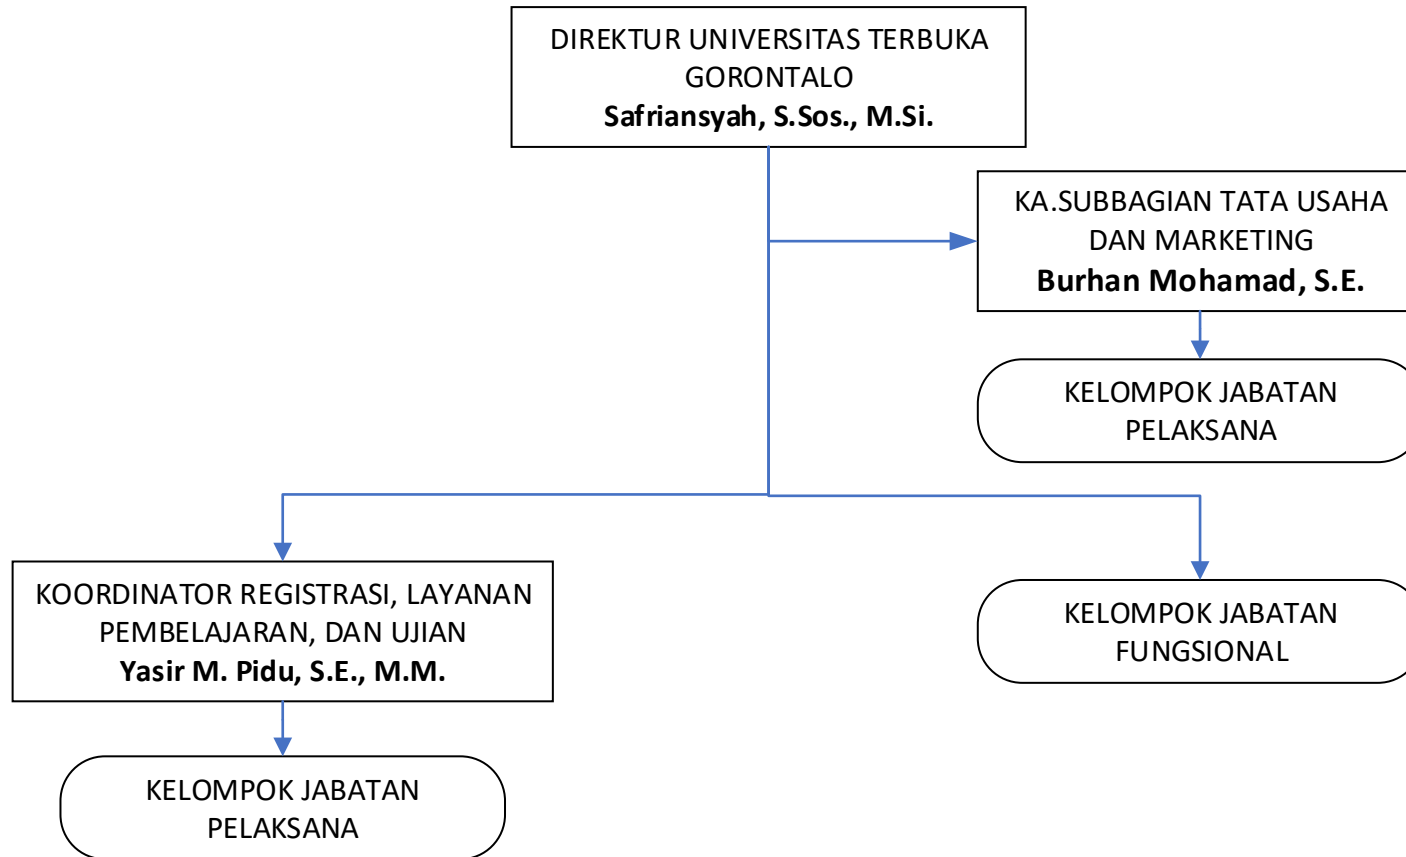 DIREKTUR UNIVERSITAS TERBUKA
GORONTALO
Safriansyah, S.Sos., M.Si.
KA.SUBBAGIAN TATA USAHA
DAN MARKETING
Burhan Mohamad, S.E.
KELOMPOK JABATAN
PELAKSANA
KOORDINATOR REGISTRASI, LAYANAN
PEMBELAJARAN, DAN UJIAN
Yasir M. Pidu, S.E., M.M.
KELOMPOK JABATAN
FUNGSIONAL
KELOMPOK JABATAN
PELAKSANA